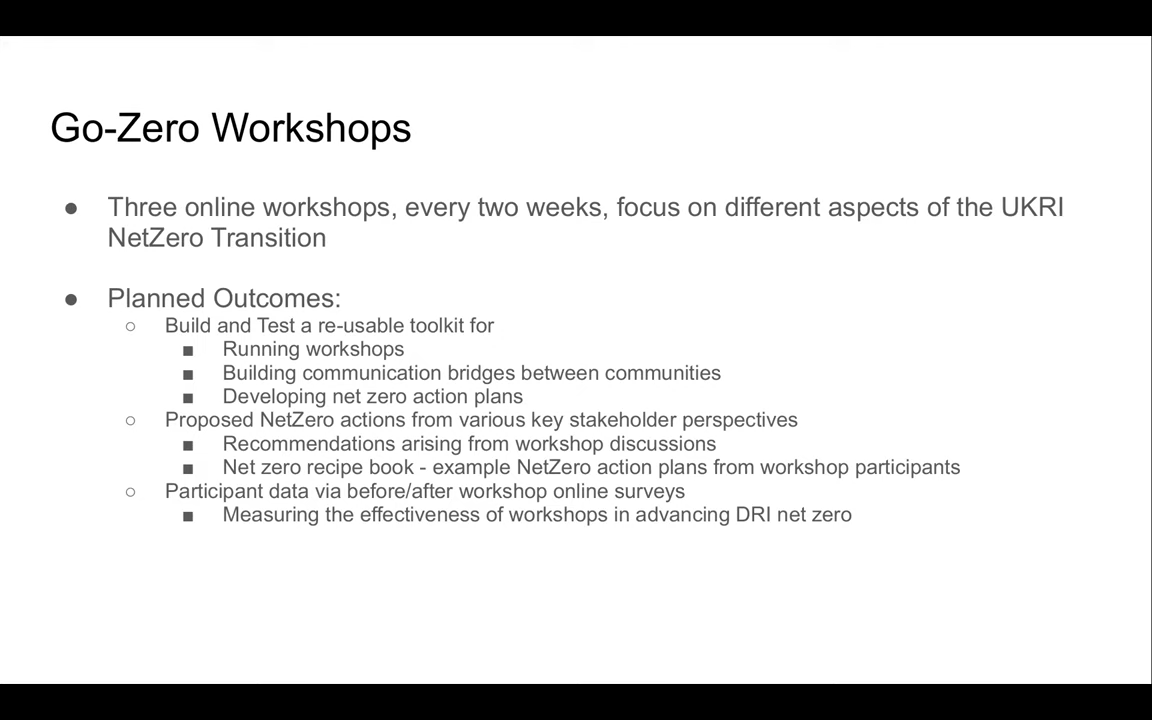 Go-Zero Workshops
● Three online workshops, every two weeks, focus on different aspects of the UKRI
NetZero Transition
● Planned Outcomes:
○ Build and Test a re-usable toolkit for
■ Running workshops
■ Building communication bridges between communities
■ Developing net zero action plans
○ Proposed NetZero actions from various key stakeholder perspectives
■ Recommendations arising from workshop discussions
■ Net zero recipe book - example NetZero action plans from workshop participants
○ Participant data via before/after workshop online surveys
■ Measuring the effectiveness of workshops in advancing DRI net zero